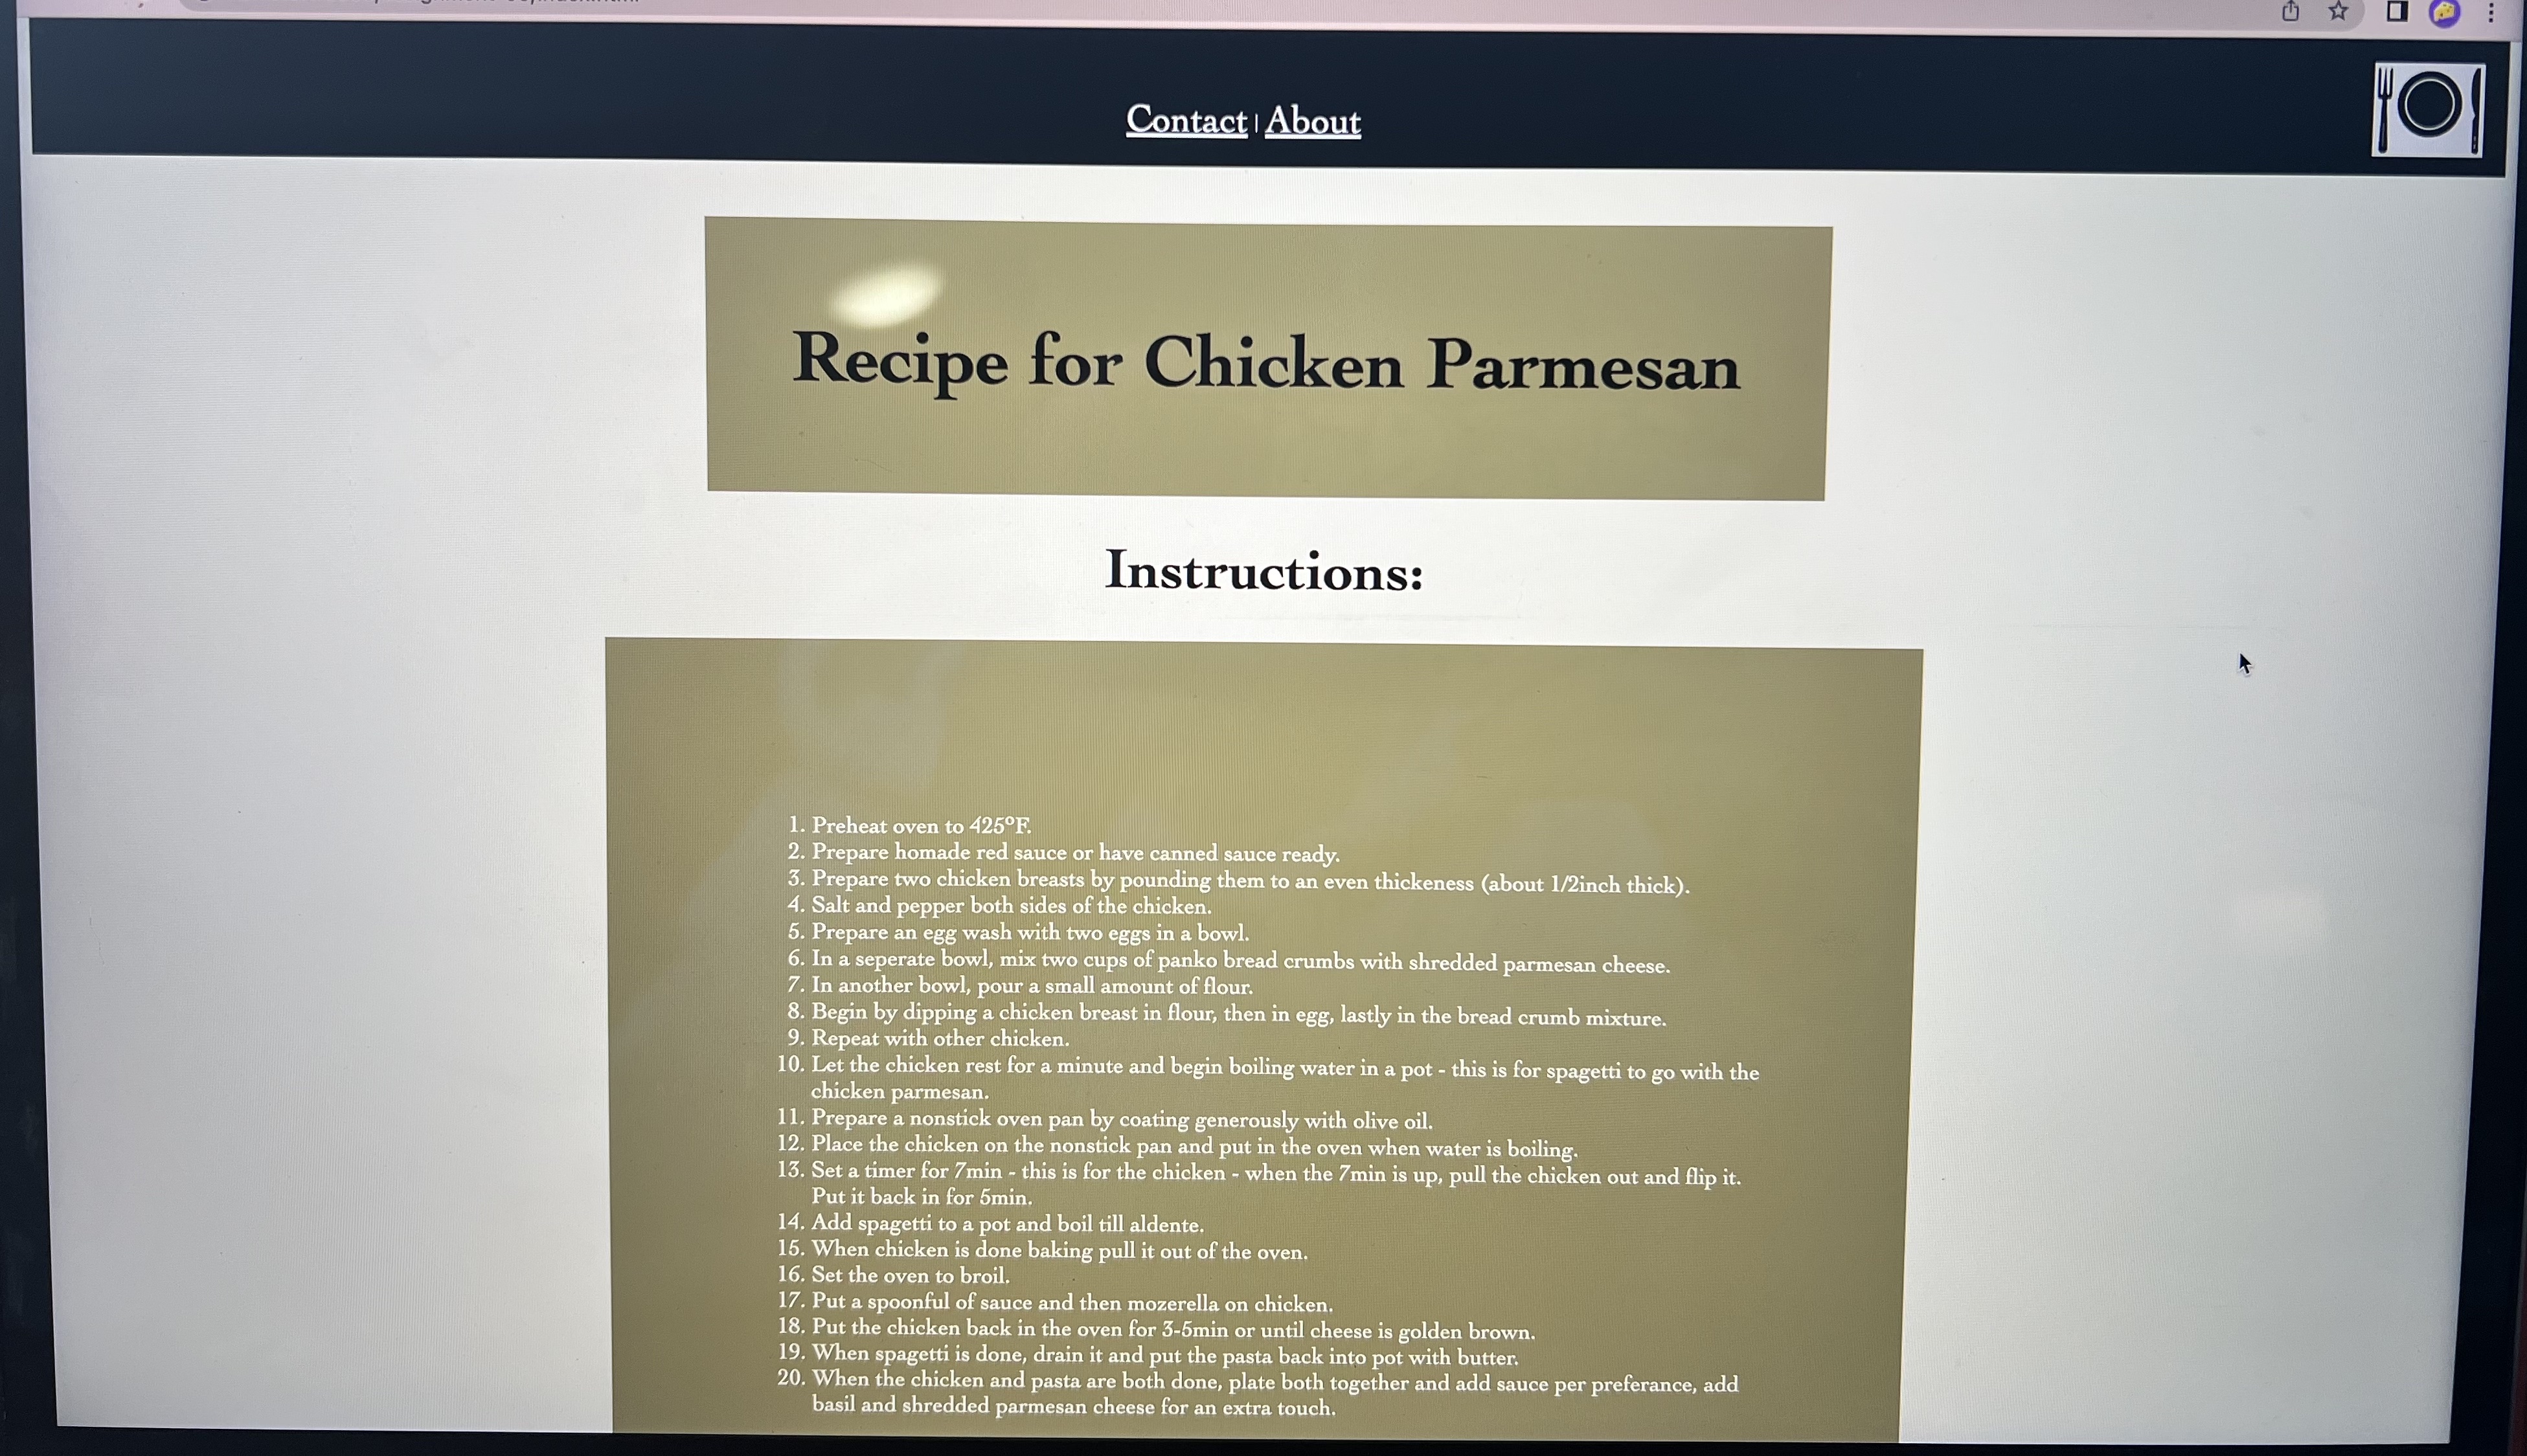 Contact | About
Recipe for Chicken Parmesan
Instructions:
1. Preheat oven to 425ºF.
2. Prepare homade red sauce or have canned sauce ready.
3. Prepare two chicken breasts by pounding them to an even thickeness (about 1/2inch thick).
4. Salt and pepper both sides of the chicken.
5. Prepare an egg wash with two eggs in a bowl.
6. In a seperate bowl, mix two cups of panko bread crumbs with shredded parmesan cheese.
7. In another bowl, pour a small amount of flour.
8. Begin by dipping a chicken breast in flour, then in egg, lastly in the bread crumb mixture.
9. Repeat with other chicken.
10. Let the chicken rest for a minute and begin boiling water in a pot - this is for spagetti to go with the
chicken parmesan.
11. Prepare a nonstick oven pan by coating generously with olive oil.
12. Place the chicken on the nonstick pan and put in the oven when water is boiling.
13. Set a timer for 7min - this is for the chicken - when the 7min is up, pull the chicken out and flip it.
Put it back in for 5min.
14. Add spagetti to a pot and boil till aldente.
15. When chicken is done baking pull it out of the oven.
16. Set the oven to broil.
17. Put a spoonful of sauce and then mozerella on chicken.
18. Put the chicken back in the oven for 3-5min or until cheese is golden brown.
19. When spagetti is done, drain it and put the pasta back into pot with butter.
20. When the chicken and pasta are both done, plate both together and add sauce per preferance, add
basil and shredded parmesan cheese for an extra touch.